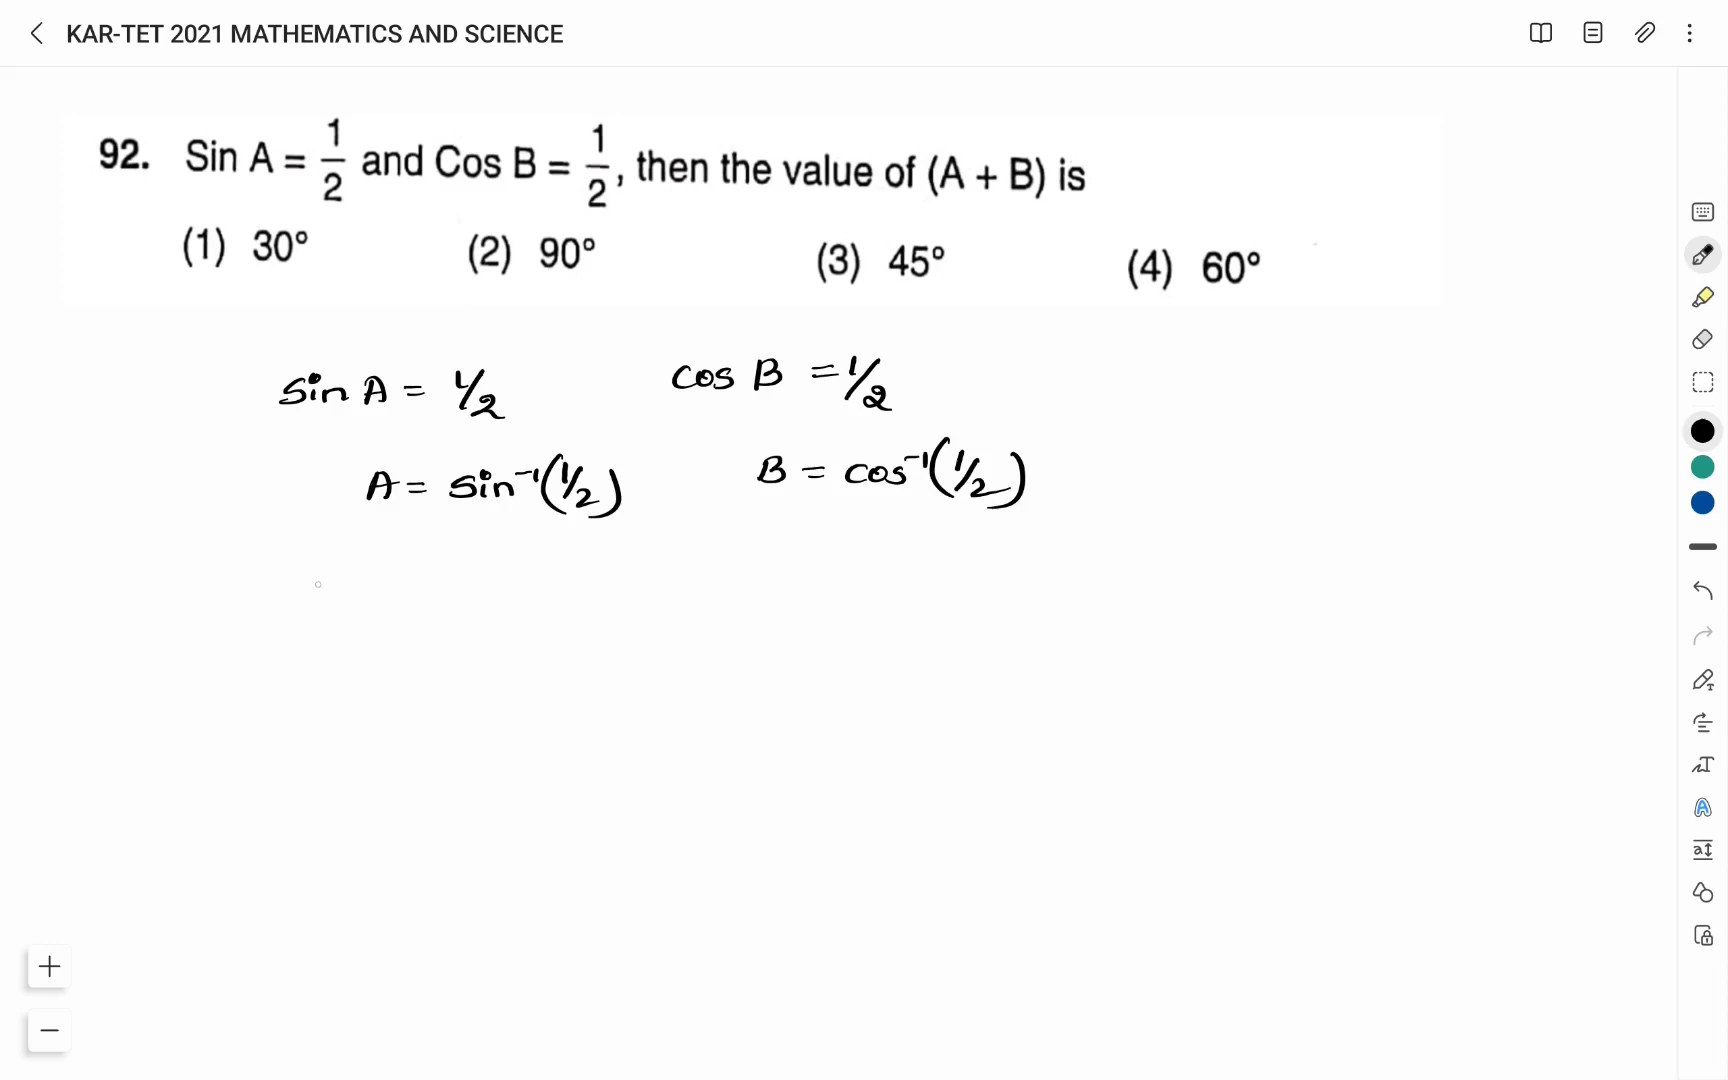 KAR-TET 2021 MATHEMATICS AND SCIENCE
92. Sin A = 1/2 and Cos B = 1/2, then the value of (A + B) is
(1) 30° (2) 90° (3) 45° (4) 60°
sin A = 1/2 cos B = 1/2
A = sin⁻¹(1/2) B = cos⁻¹(1/2)